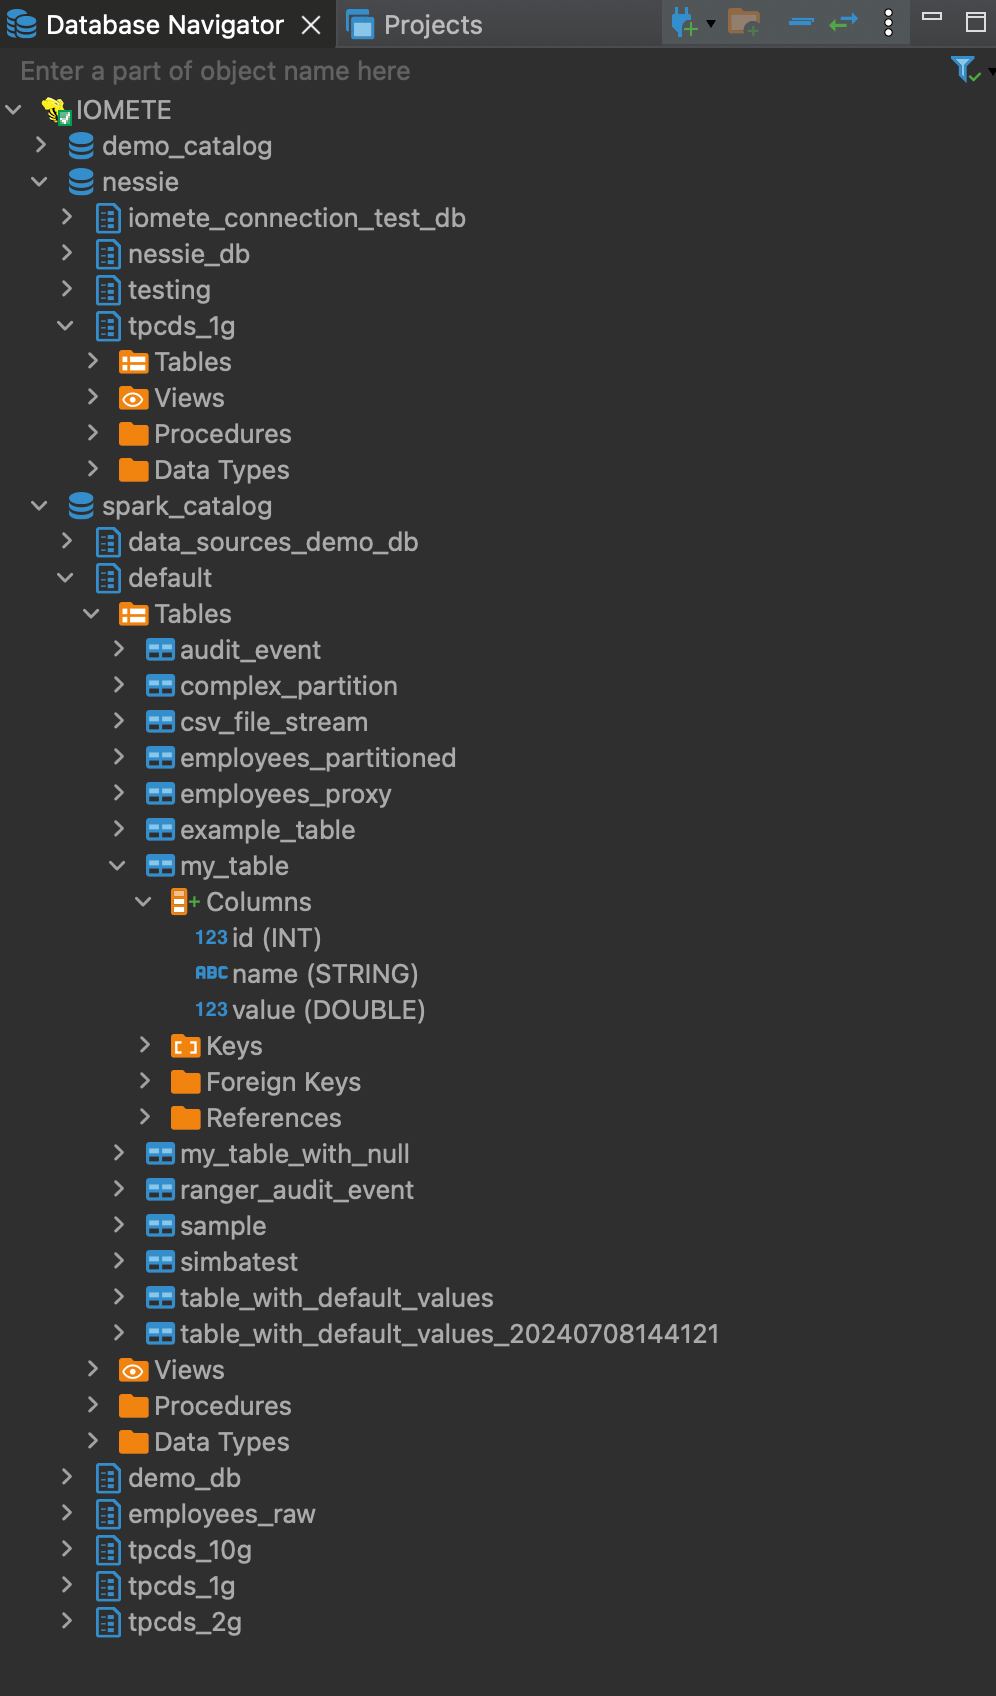 Database Navigator Projects
Enter a part of object name here
IOMETE
demo_catalog
nessie
iomete_connection_test_db
nessie_db
testing
tpcds_1g
Tables
Views
Procedures
Data Types
spark_catalog
data_sources_demo_db
default
Tables
audit_event
complex_partition
csv_file_stream
employees_partitioned
employees_proxy
example_table
my_table
Columns
123 id (INT)
ABC name (STRING)
123 value (DOUBLE)
Keys
Foreign Keys
References
my_table_with_null
ranger_audit_event
sample
simbatest
table_with_default_values
table_with_default_values_20240708144121
Views
Procedures
Data Types
demo_db
employees_raw
tpcds_10g
tpcds_1g
tpcds_2g